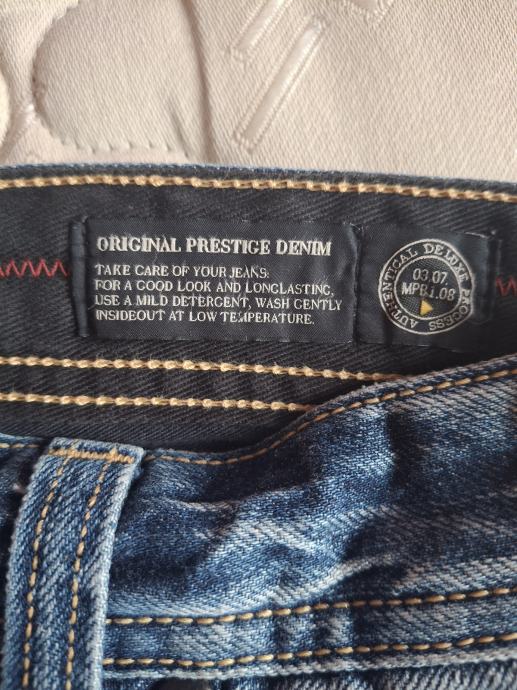 ORIGINAL PRESTIGE DENIM
TAKE CARE OF YOUR JEANS:
FOR A GOOD LOOK AND LONGLASTING,
USE A MILD DETERGENT, WASH GENTLY
INSIDEOUT AT LOW TEMPERATURE.
AUTHENTICAL DELUXE ACCESS
03.07.
MPB1.08